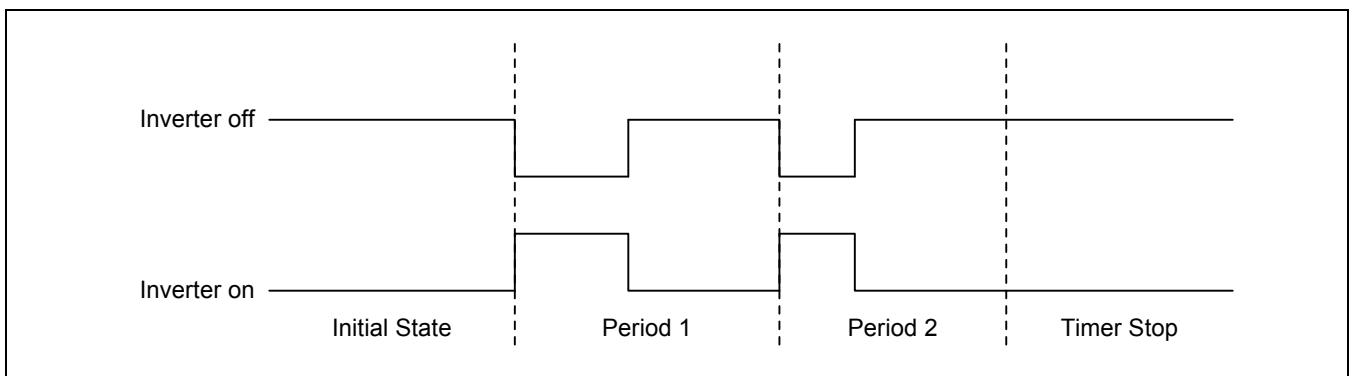 Inverter off
Inverter on
Initial State
Period 1
Period 2
Timer Stop